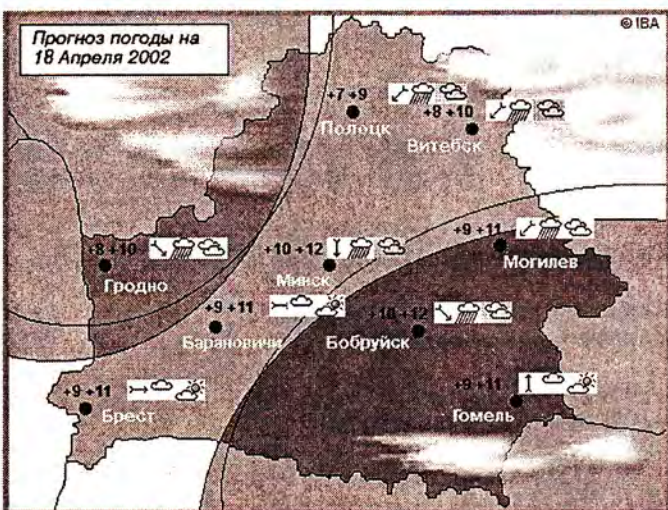 Прогноз погоды на
18 Апреля 2002
© IBA
+7 +9
Полоцк
+8 +10
Витебск
+9 +11
Могилев
+8 +10
Гродно
+10 +12
Минск
+9 +11
Барановичи
+10 +12
Бобруйск
+9 +11
Брест
+9 +11
Гомель